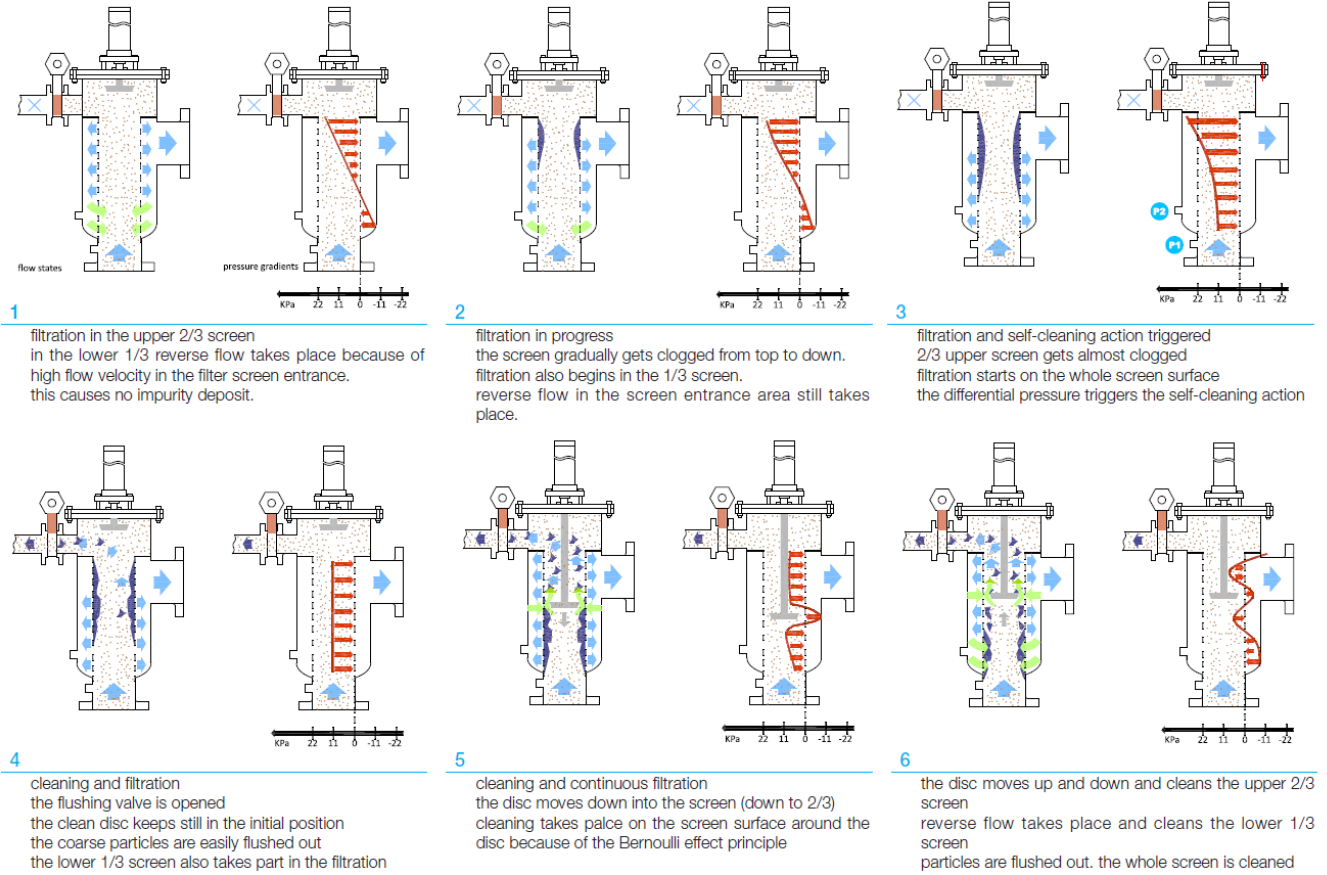 flow states
pressure gradients
KPa 22 11 0 -11 -22
KPa 22 11 0 -11 -22
P2
P1
KPa 22 11 0 -11 -22
1
filtration in the upper 2/3 screen
in the lower 1/3 reverse flow takes place because of
high flow velocity in the filter screen entrance.
this causes no impurity deposit.
2
filtration in progress
the screen gradually gets clogged from top to down.
filtration also begins in the 1/3 screen.
reverse flow in the screen entrance area still takes
place.
3
filtration and self-cleaning action triggered
2/3 upper screen gets almost clogged
filtration starts on the whole screen surface
the differential pressure triggers the self-cleaning action
KPa 22 11 0 -11 -22
KPa 22 11 0 -11 -22
KPa 22 11 0 -11 -22
4
cleaning and filtration
the flushing valve is opened
the clean disc keeps still in the initial position
the coarse particles are easily flushed out
the lower 1/3 screen also takes part in the filtration
5
cleaning and continuous filtration
the disc moves down into the screen (down to 2/3)
cleaning takes palce on the screen surface around the
disc because of the Bernoulli effect principle
6
the disc moves up and down and cleans the upper 2/3
screen
reverse flow takes place and cleans the lower 1/3
screen
particles are flushed out. the whole screen is cleaned